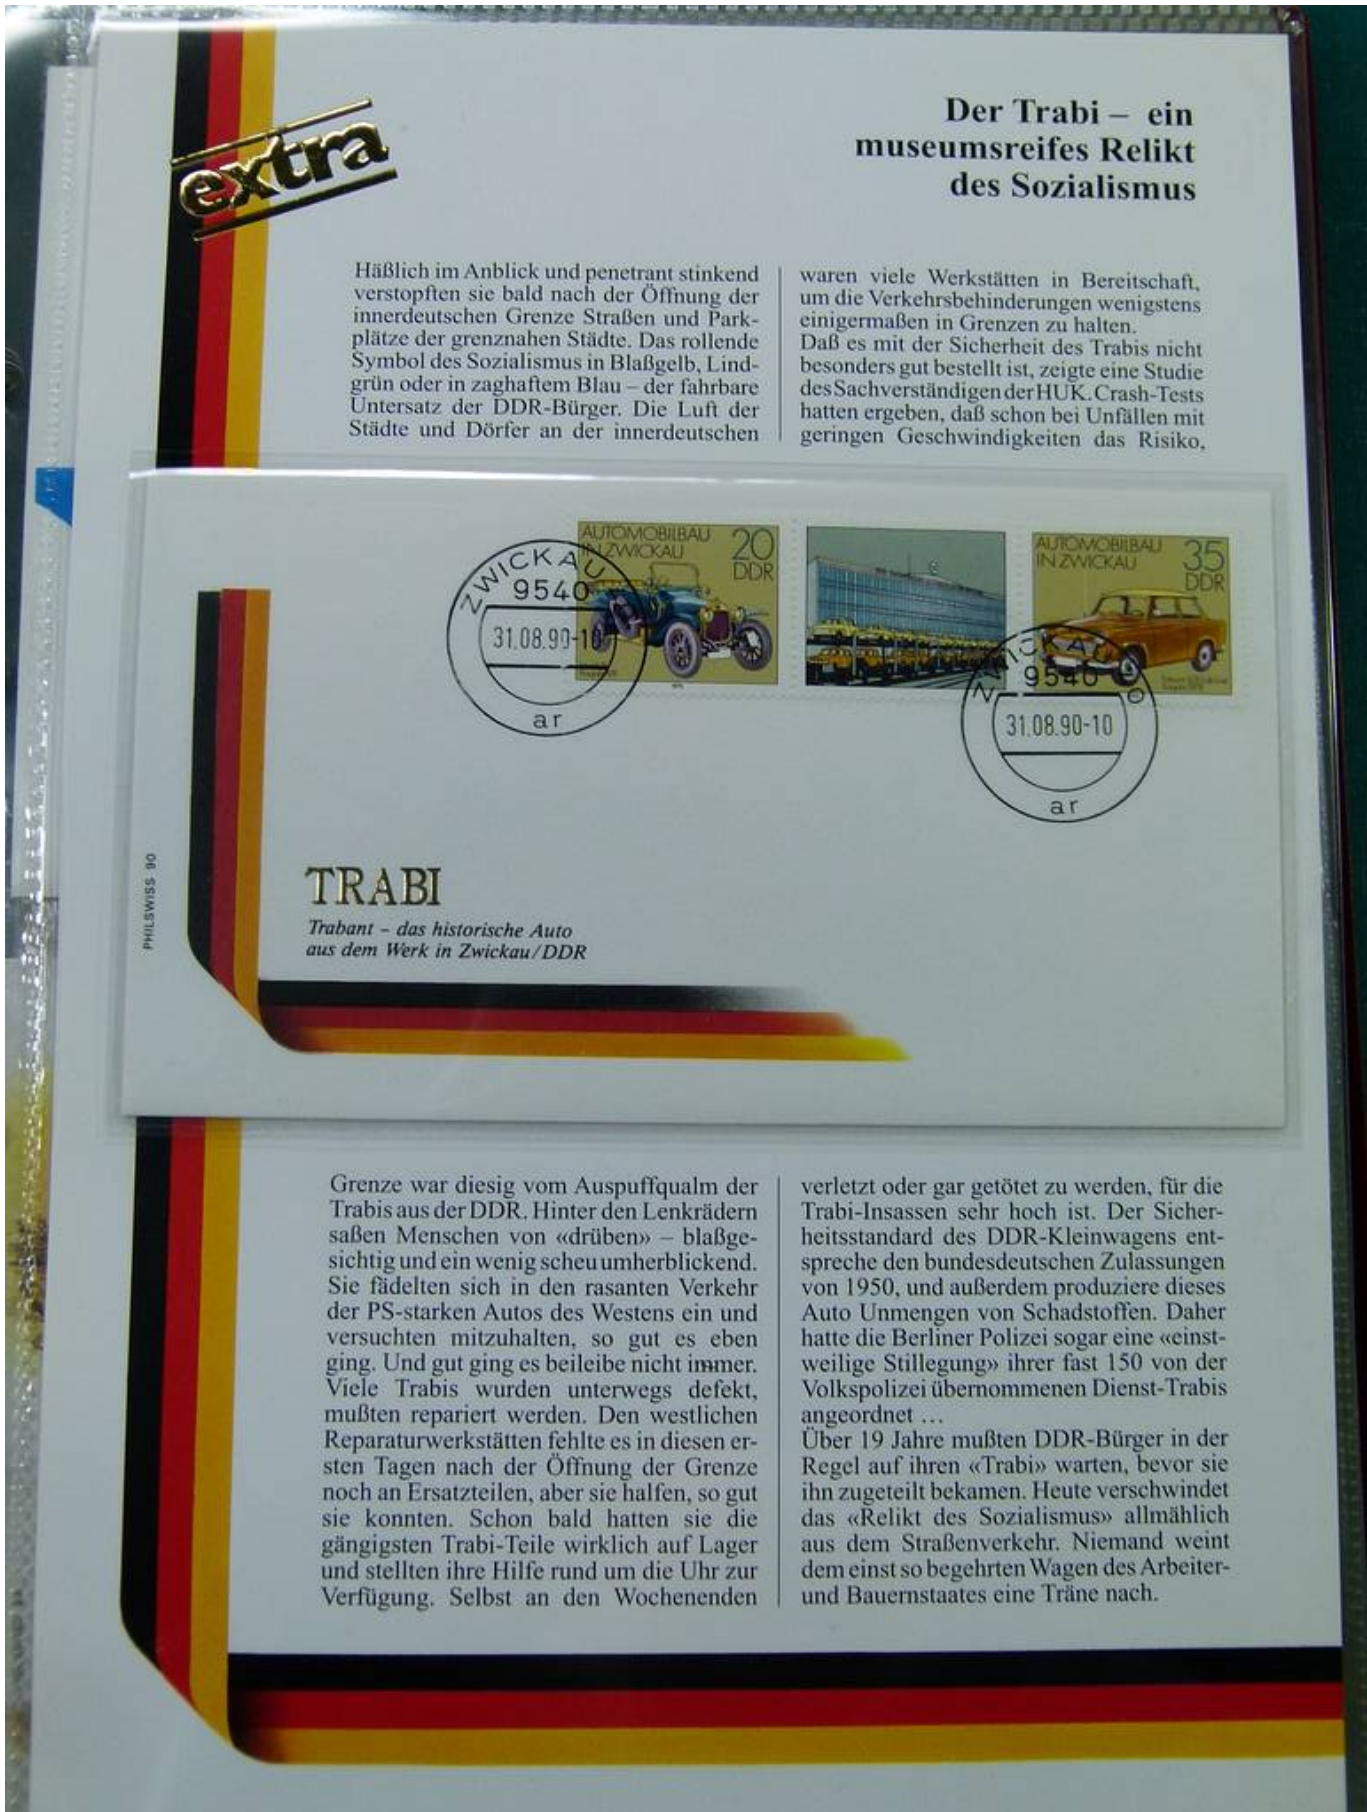 extra
Der Trabi – ein
museumsreifes Relikt
des Sozialismus
Häßlich im Anblick und penetrant stinkend
verstopften sie bald nach der Öffnung der
innerdeutschen Grenze Straßen und Park-
plätze der grenznahen Städte. Das rollende
Symbol des Sozialismus in Blaßgelb, Lind-
grün oder in zaghaftem Blau – der fahrbare
Untersatz der DDR-Bürger. Die Luft der
Städte und Dörfer an der innerdeutschen
waren viele Werkstätten in Bereitschaft,
um die Verkehrsbehinderungen wenigstens
einigermaßen in Grenzen zu halten.
Daß es mit der Sicherheit des Trabis nicht
besonders gut bestellt ist, zeigte eine Studie
des Sachverständigen der HUK. Crash-Tests
hatten ergeben, daß schon bei Unfällen mit
geringen Geschwindigkeiten das Risiko,
AUTOMOBILBAU
IN ZWICKAU
20
DDR
AUTOMOBILBAU
IN ZWICKAU
35
DDR
ZWICKAU
9540
31.08.90-10
ar
ZWICKAU
9540
31.08.90-10
ar
PHILSWISS 90
TRABI
Trabant – das historische Auto
aus dem Werk in Zwickau/DDR
Grenze war diesig vom Auspuffqualm der
Trabis aus der DDR. Hinter den Lenkrädern
saßen Menschen von «drüben» – blaßge-
sichtig und ein wenig scheu umherblickend.
Sie fädelten sich in den rasanten Verkehr
der PS-starken Autos des Westens ein und
versuchten mitzuhalten, so gut es eben
ging. Und gut ging es beileibe nicht immer.
Viele Trabis wurden unterwegs defekt,
mußten repariert werden. Den westlichen
Reparaturwerkstätten fehlte es in diesen er-
sten Tagen nach der Öffnung der Grenze
noch an Ersatzteilen, aber sie halfen, so gut
sie konnten. Schon bald hatten sie die
gängigsten Trabi-Teile wirklich auf Lager
und stellten ihre Hilfe rund um die Uhr zur
Verfügung. Selbst an den Wochenenden
verletzt oder gar getötet zu werden, für die
Trabi-Insassen sehr hoch ist. Der Sicher-
heitsstandard des DDR-Kleinwagens ent-
spreche den bundesdeutschen Zulassungen
von 1950, und außerdem produziere dieses
Auto Unmengen von Schadstoffen. Daher
hatte die Berliner Polizei sogar eine «einst-
weilige Stillegung» ihrer fast 150 von der
Volkspolizei übernommenen Dienst-Trabis
angeordnet ...
Über 19 Jahre mußten DDR-Bürger in der
Regel auf ihren «Trabi» warten, bevor sie
ihn zugeteilt bekamen. Heute verschwindet
das «Relikt des Sozialismus» allmählich
aus dem Straßenverkehr. Niemand weint
dem einst so begehrten Wagen des Arbeiter-
und Bauernstaates eine Träne nach.